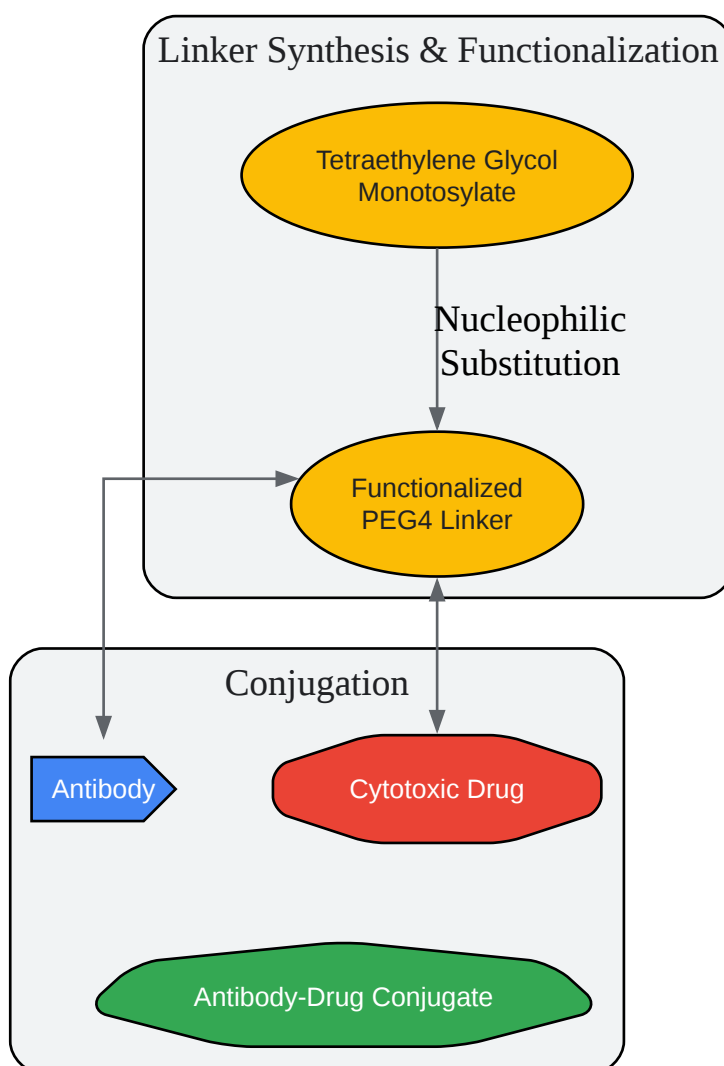 Linker Synthesis & Functionalization
Tetraethylene Glycol
Monotosylate
Nucleophilic
Substitution
Functionalized
PEG4 Linker
Conjugation
Antibody
Cytotoxic Drug
Antibody-Drug Conjugate